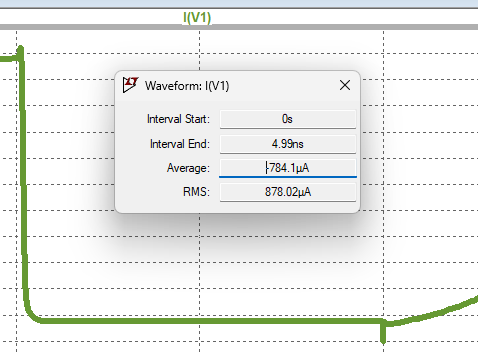 I(V1)
Waveform: I(V1)
Interval Start: 0s
Interval End: 4.99ns
Average: -784.1µA
RMS: 878.02µA